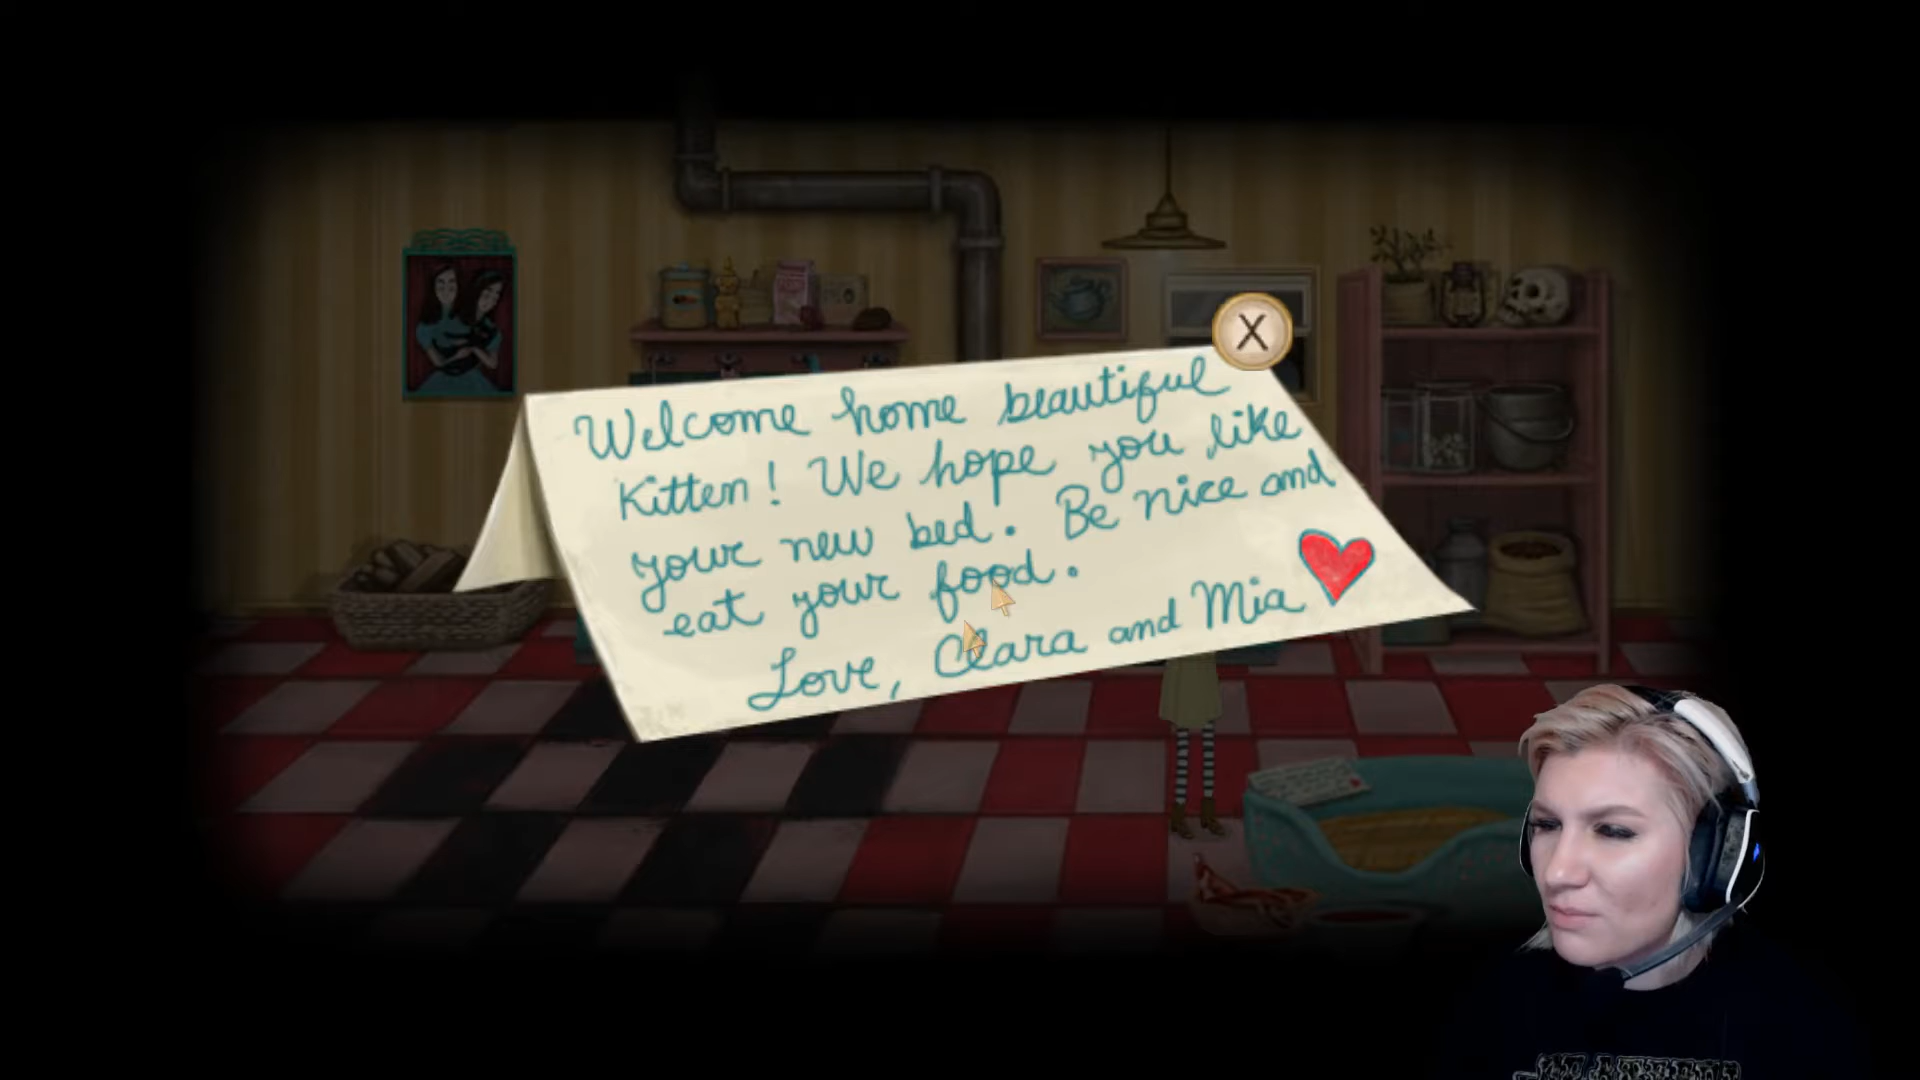 Welcome home beautiful
Kitten! We hope you like
your new bed. Be nice and
eat your food.
Love, Clara and Mia
X